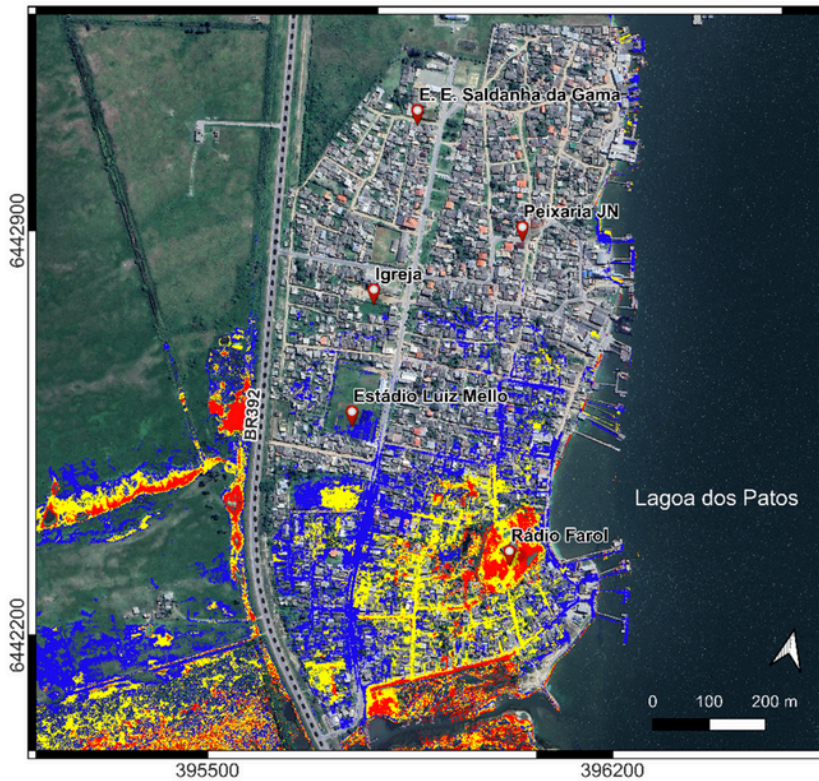 E. E. Saldanha da Gama
6442900
Peixaria JN
Igreja
Estádio Luiz Mello
BR392
Lagoa dos Patos
Rádio Farol
6442200
0 100 200 m
395500 396200